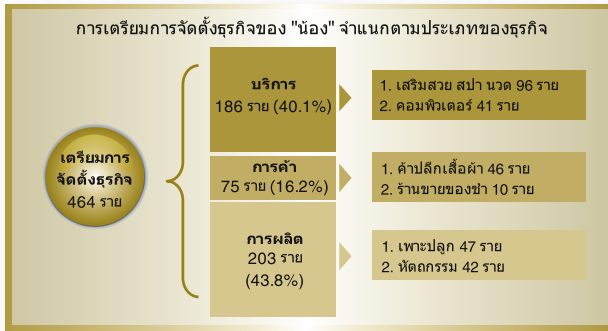 การเตรียมการจัดตั้งธุรกิจของ "น้อง" จำแนกตามประเภทของธุรกิจ
เตรียมการ
จัดตั้งธุรกิจ
464 ราย
บริการ
186 ราย (40.1%)
1. เสริมสวย สปา นวด 96 ราย
2. คอมพิวเตอร์ 41 ราย
การค้า
75 ราย (16.2%)
1. ค้าปลีกเสื้อผ้า 46 ราย
2. ร้านขายของชำ 10 ราย
การผลิต
203 ราย
(43.8%)
1. เพาะปลูก 47 ราย
2. หัตถกรรม 42 ราย